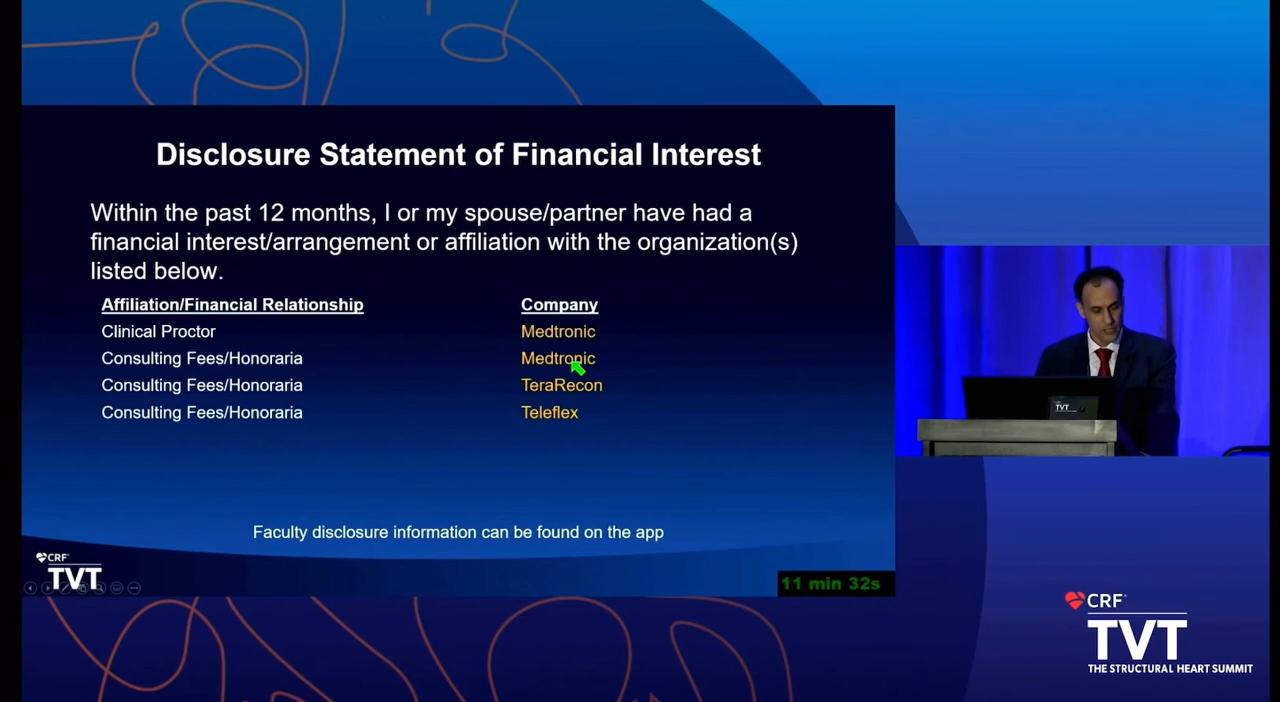 Disclosure Statement of Financial Interest
Within the past 12 months, I or my spouse/partner have had a
financial interest/arrangement or affiliation with the organization(s)
listed below.
Affiliation/Financial Relationship Company
Clinical Proctor Medtronic
Consulting Fees/Honoraria Medtronic
Consulting Fees/Honoraria TeraRecon
Consulting Fees/Honoraria Teleflex
Faculty disclosure information can be found on the app
CRF
TVT
11 min 32s
TVT
CRF
TVT
THE STRUCTURAL HEART SUMMIT